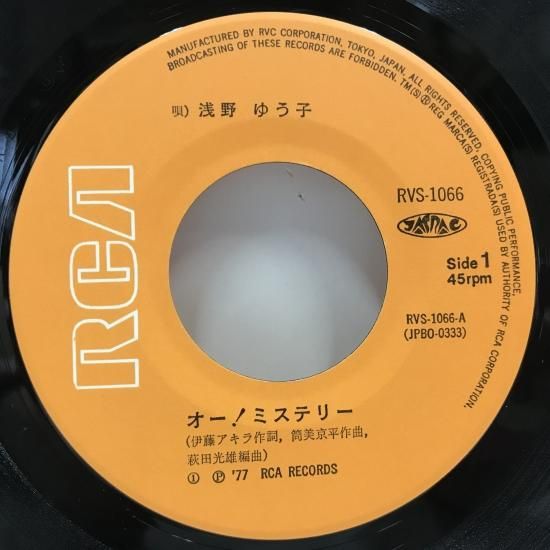 MANUFACTURED BY RVC CORPORATION, TOKYO, JAPAN, ALL RIGHTS RESERVED, COPYING PUBLIC PERFORMANCE,
BROADCASTING OF THESE RECORDS ARE FORBIDDEN. TM(S)®REG MARCA(S) REGISTRADA(S) USED BY AUTHORITY OF RCA CORPORATION.
唄) 浅野 ゆう子
RCA
RVS-1066
JASRAC
Side 1
45rpm
RVS-1066-A
(JPBO-0333)
オー!ミステリー
(伊藤アキラ作詞, 筒美京平作曲,
萩田光雄編曲)
① Ⓟ '77 RCA RECORDS